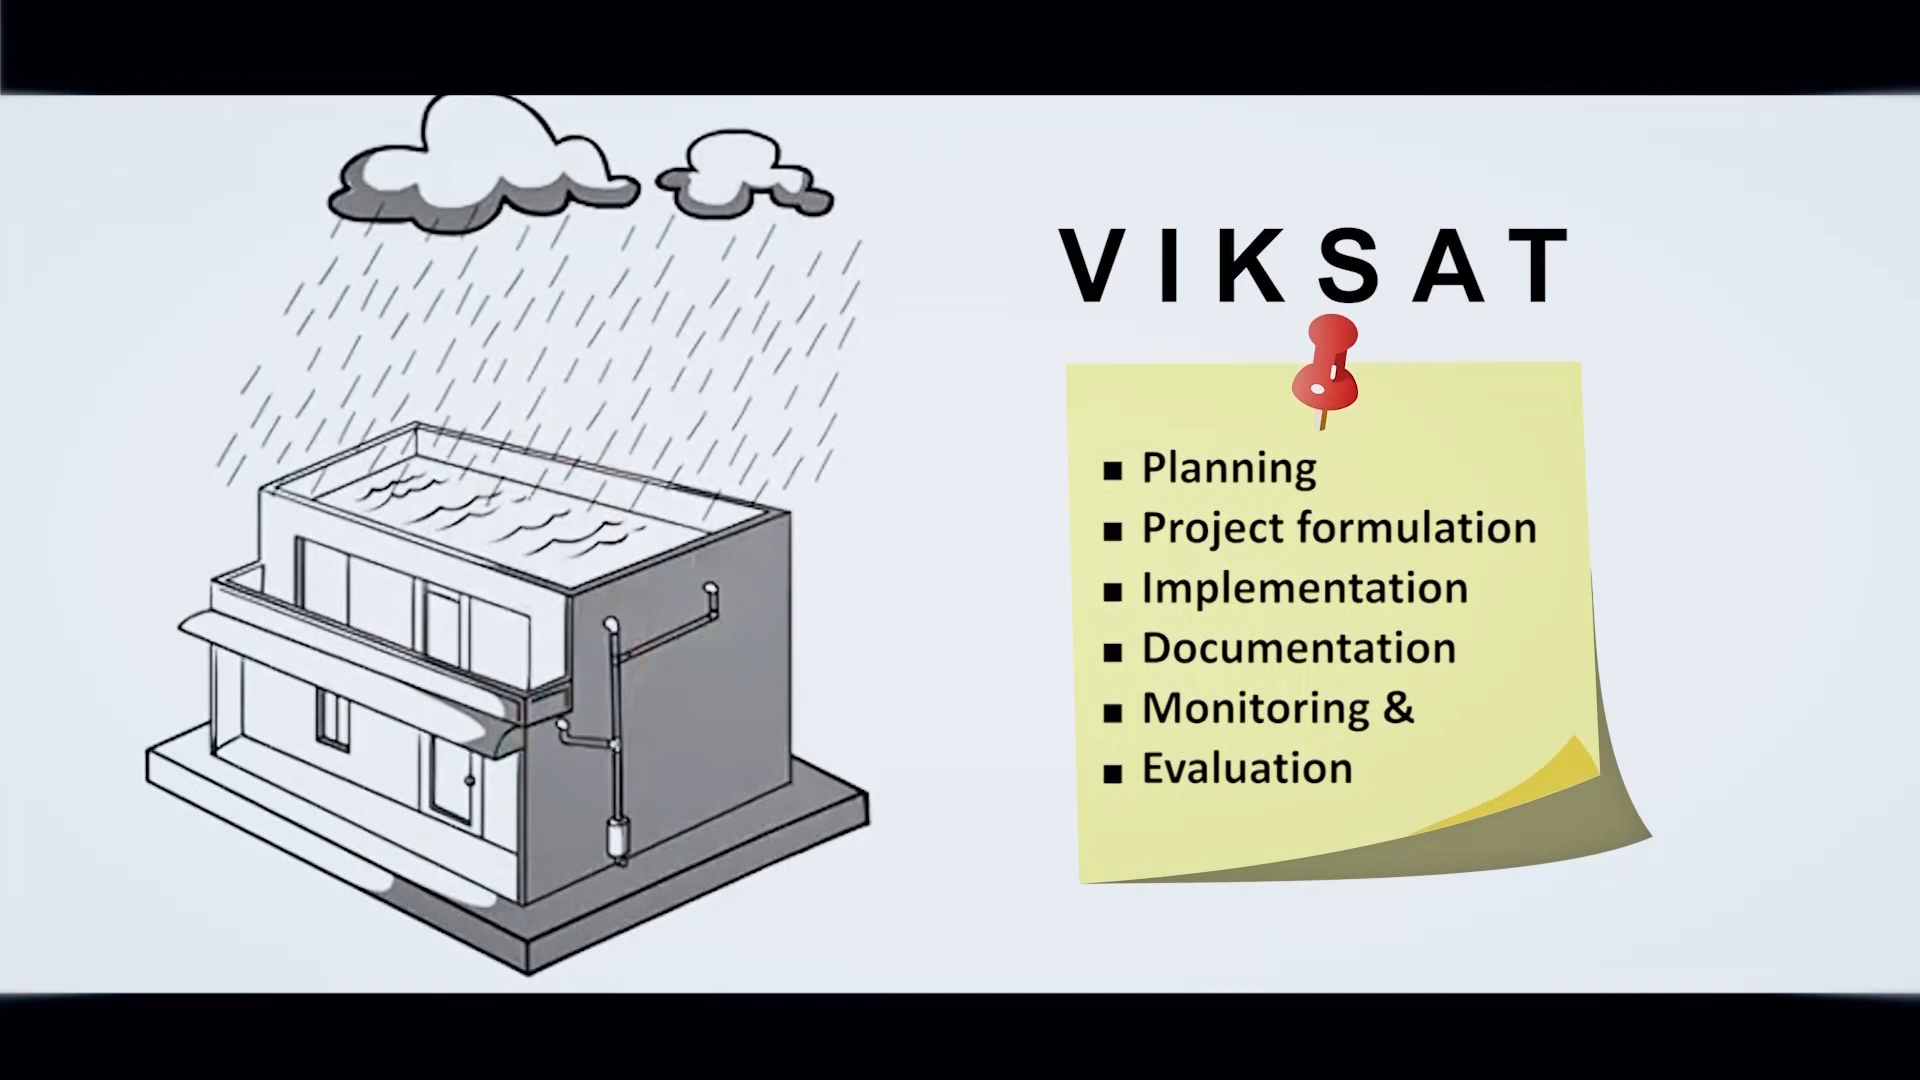 VIKSAT
▪ Planning
▪ Project formulation
▪ Implementation
▪ Documentation
▪ Monitoring &
▪ Evaluation